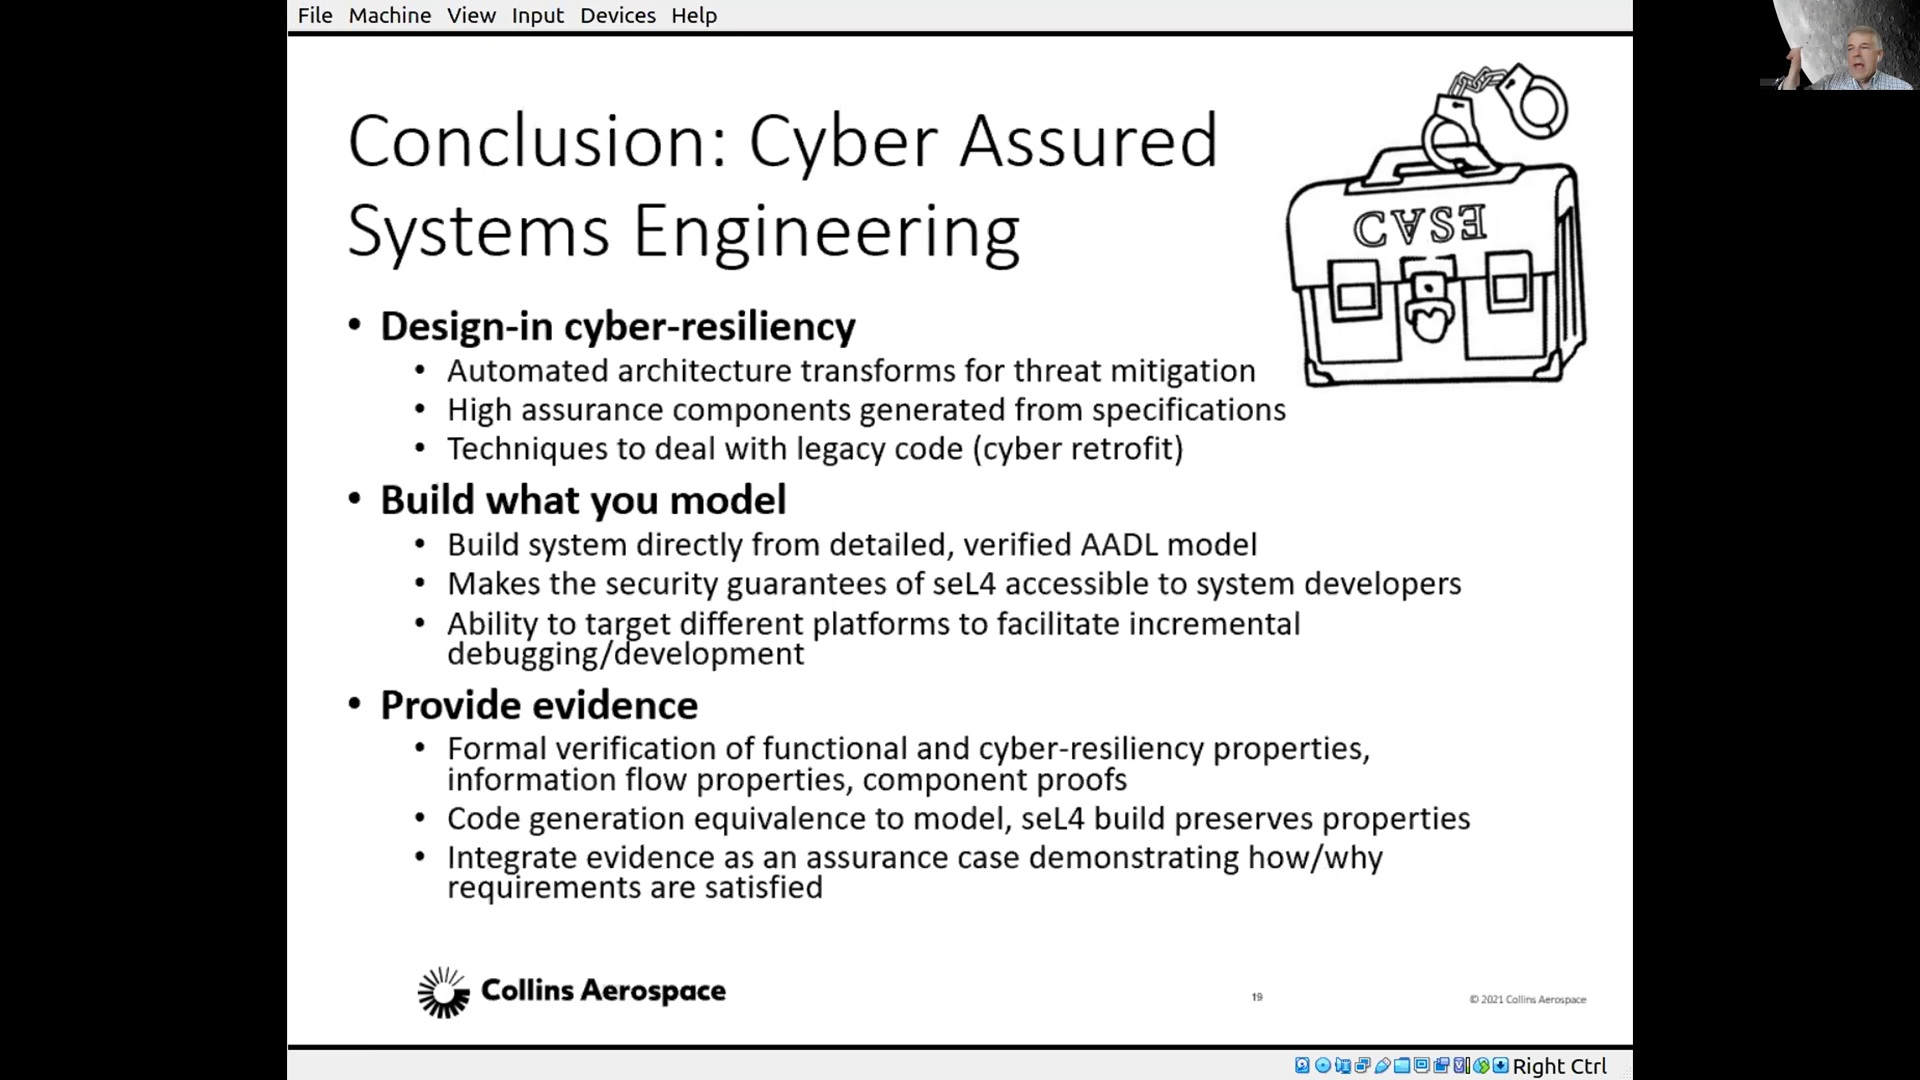 File Machine View Input Devices Help
Conclusion: Cyber Assured
Systems Engineering
CASE
• Design-in cyber-resiliency
• Automated architecture transforms for threat mitigation
• High assurance components generated from specifications
• Techniques to deal with legacy code (cyber retrofit)
• Build what you model
• Build system directly from detailed, verified AADL model
• Makes the security guarantees of seL4 accessible to system developers
• Ability to target different platforms to facilitate incremental
debugging/development
• Provide evidence
• Formal verification of functional and cyber-resiliency properties,
information flow properties, component proofs
• Code generation equivalence to model, seL4 build preserves properties
• Integrate evidence as an assurance case demonstrating how/why
requirements are satisfied
Collins Aerospace
19
© 2021 Collins Aerospace
Right Ctrl